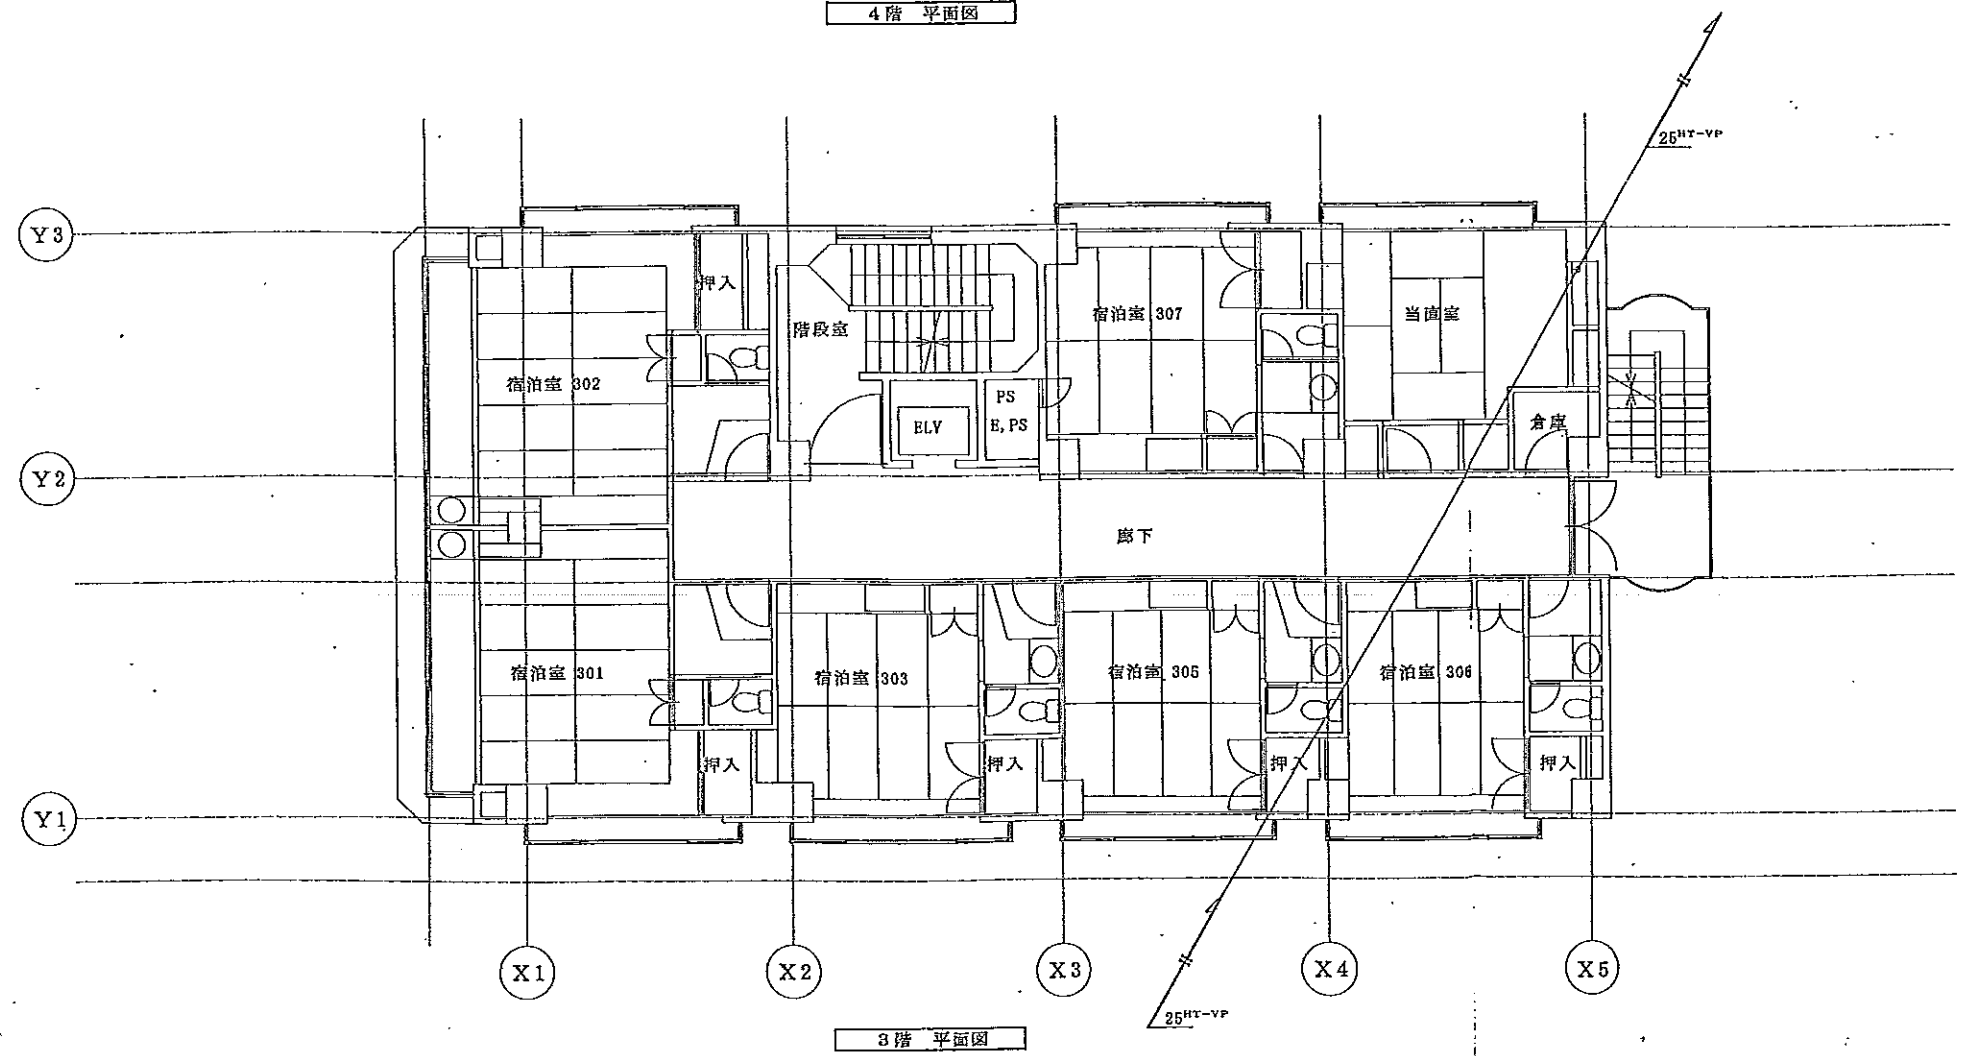 4階 平面図
25HT-VP
Y3
押入
宿泊室 307
当直室
階段室
宿泊室 302
PS
E,PS
ELV
倉庫
Y2
廊下
宿泊室 301
宿泊室 303
宿泊室 305
宿泊室 306
押入
押入
押入
押入
Y1
X1
X2
X3
X4
X5
25HT-VP
3階 平面図